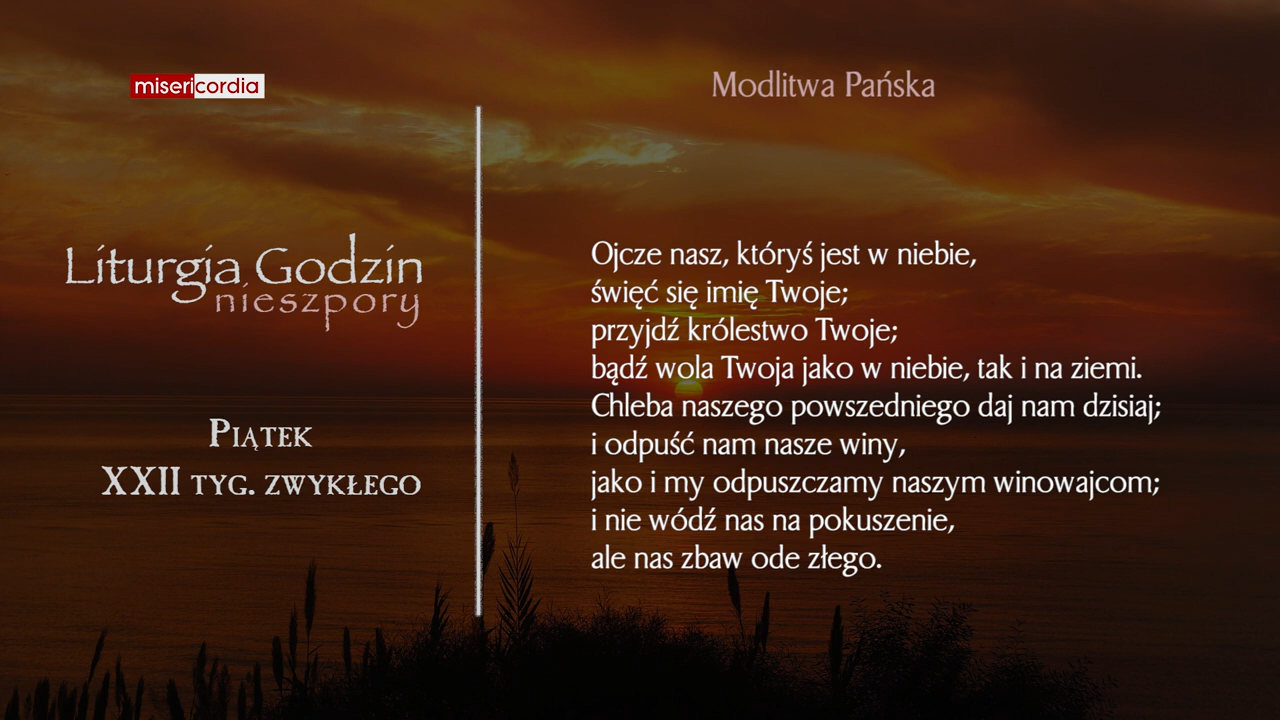 misericordia
Liturgia Godzin
nieszpory
Piątek
XXII tyg. zwykłego
Modlitwa Pańska
Ojcze nasz, któryś jest w niebie,
święć się imię Twoje;
przyjdź królestwo Twoje;
bądź wola Twoja jako w niebie, tak i na ziemi.
Chleba naszego powszedniego daj nam dzisiaj;
i odpuść nam nasze winy,
jako i my odpuszczamy naszym winowajcom;
i nie wódź nas na pokuszenie,
ale nas zbaw ode złego.